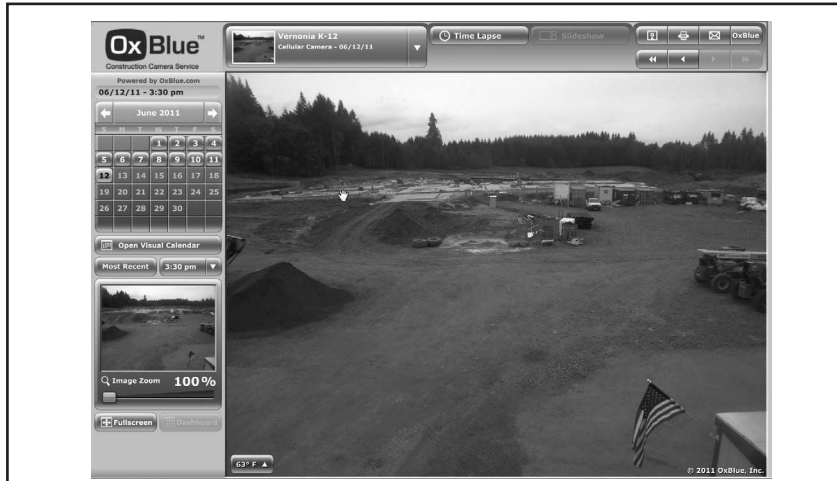 OxBlue™
Construction Camera Service
Vernonia K-12
Cellular Camera - 06/12/11
Time Lapse
Slideshow
OxBlue
Powered by OxBlue.com
06/12/11 - 3:30 pm
June 2011
S M T W T F S
1 2 3 4
5 6 7 8 9 10 11
12 13 14 15 16 17 18
19 20 21 22 23 24 25
26 27 28 29 30
Open Visual Calendar
Most Recent 3:30 pm
Image Zoom 100%
Fullscreen Dashboard
63° F
© 2011 OxBlue, Inc.